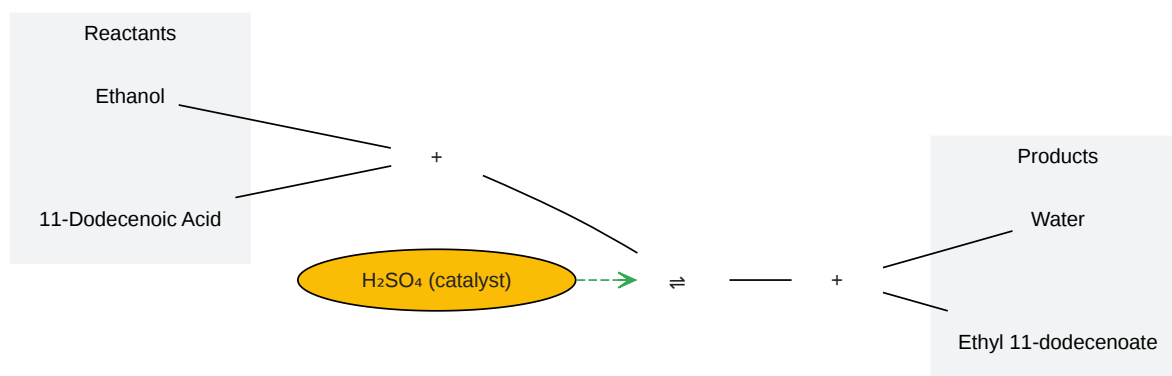 Reactants
Ethanol
+
11-Dodecenoic Acid
H₂SO₄ (catalyst)
⇌
+
Products
Water
Ethyl 11-dodecenoate